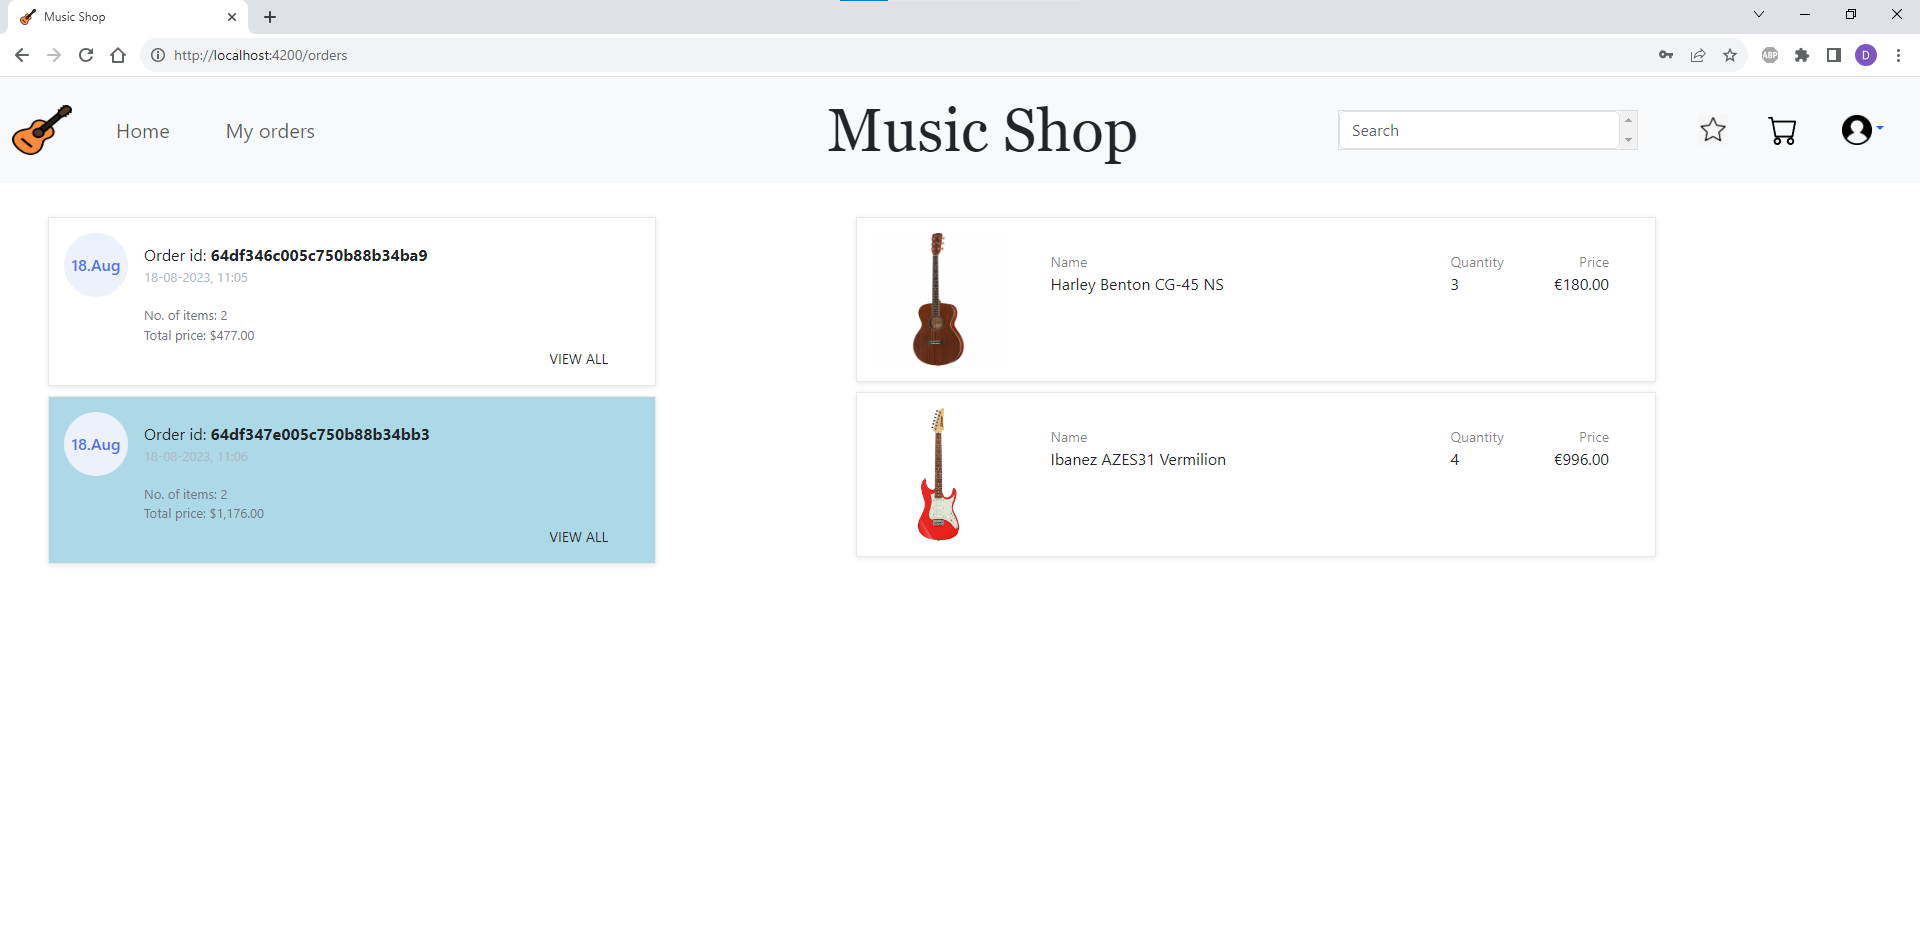 Music Shop
http://localhost:4200/orders
ABP
D
Home
My orders
Music Shop
Search
18.Aug
Order id: 64df346c005c750b88b34ba9
18-08-2023, 11:05
No. of items: 2
Total price: $477.00
VIEW ALL
18.Aug
Order id: 64df347e005c750b88b34bb3
18-08-2023, 11:06
No. of items: 2
Total price: $1,176.00
VIEW ALL
Name Quantity Price
Harley Benton CG-45 NS 3 €180.00
Name Quantity Price
Ibanez AZES31 Vermilion 4 €996.00